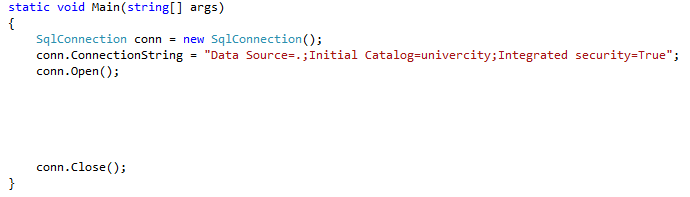 static void Main(string[] args)
{
SqlConnection conn = new SqlConnection();
conn.ConnectionString = "Data Source=.;Initial Catalog=univercity;Integrated security=True";
conn.Open();
conn.Close();
}